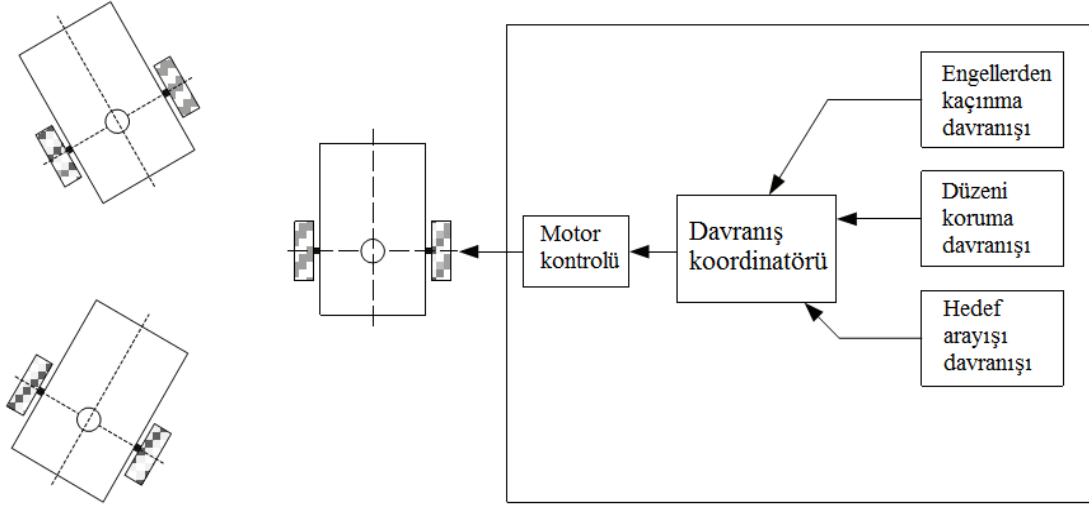 Engellerden
kaçınma
davranışı
Düzeni
koruma
davranışı
Motor
kontrolü
Davranış
koordinatörü
Hedef
arayışı
davranışı